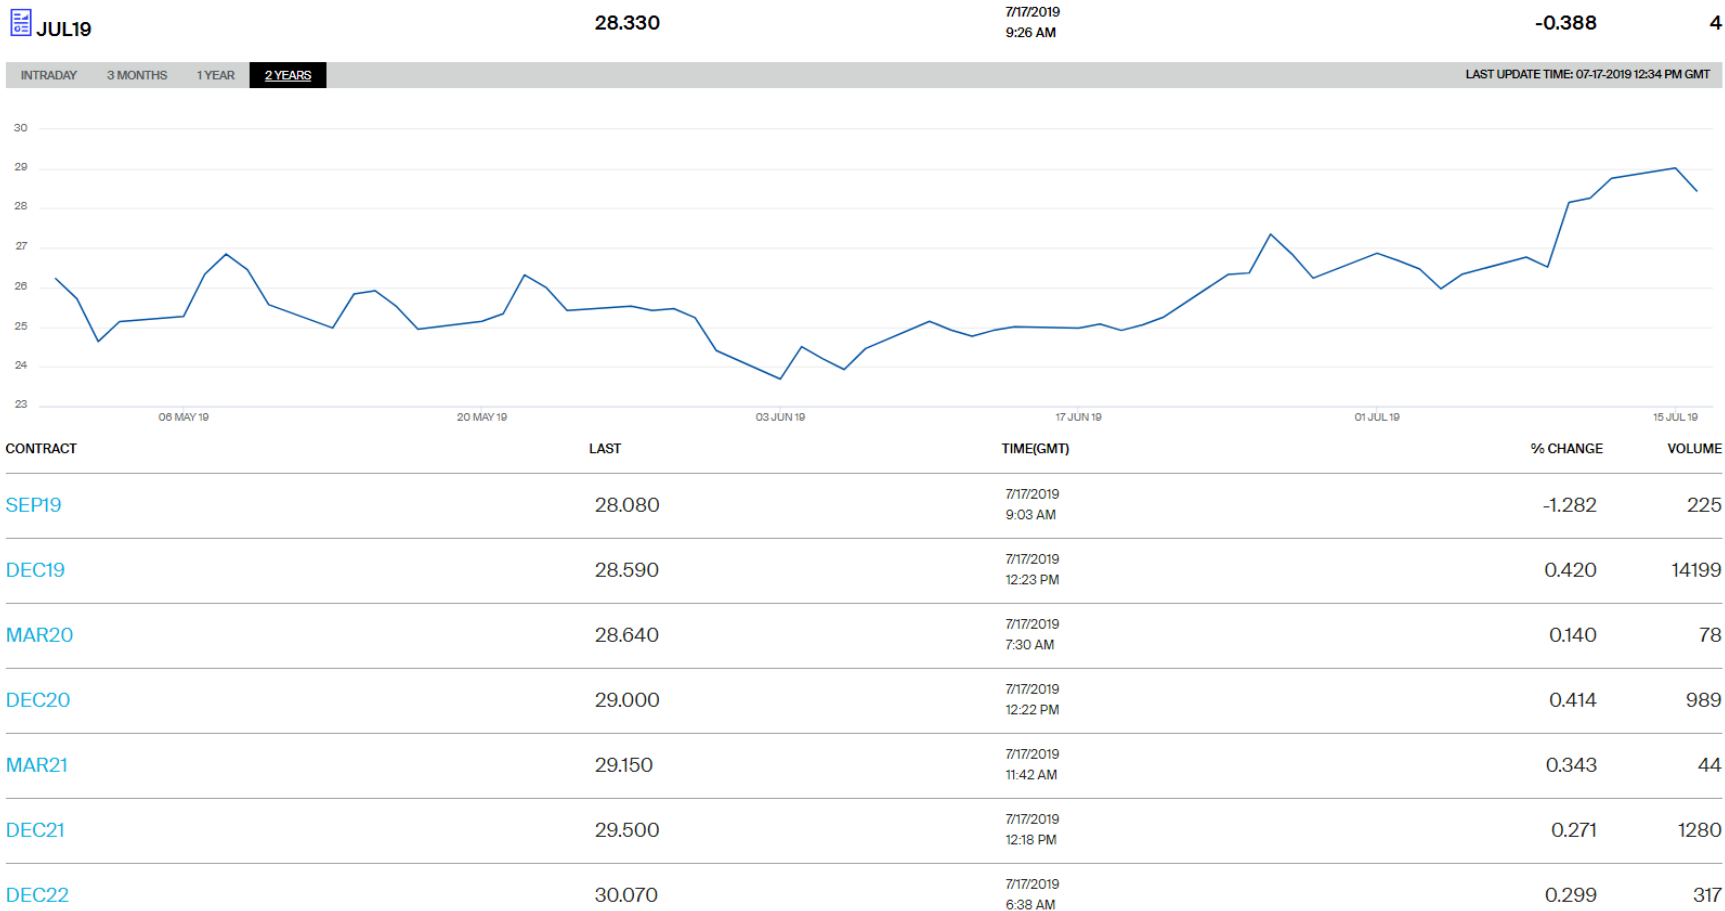 JUL19 28.330 7/17/2019 9:26 AM -0.388 4
INTRADAY 3 MONTHS 1 YEAR 2 YEARS LAST UPDATE TIME: 07-17-2019 12:34 PM GMT
30
29
28
27
26
25
24
23
06 MAY 19 20 MAY 19 03 JUN 19 17 JUN 19 01 JUL 19 15 JUL 19
CONTRACT LAST TIME(GMT) % CHANGE VOLUME
SEP19 28.080 7/17/2019 9:03 AM -1.282 225
DEC19 28.590 7/17/2019 12:23 PM 0.420 14199
MAR20 28.640 7/17/2019 7:30 AM 0.140 78
DEC20 29.000 7/17/2019 12:22 PM 0.414 989
MAR21 29.150 7/17/2019 11:42 AM 0.343 44
DEC21 29.500 7/17/2019 12:18 PM 0.271 1280
DEC22 30.070 7/17/2019 6:38 AM 0.299 317